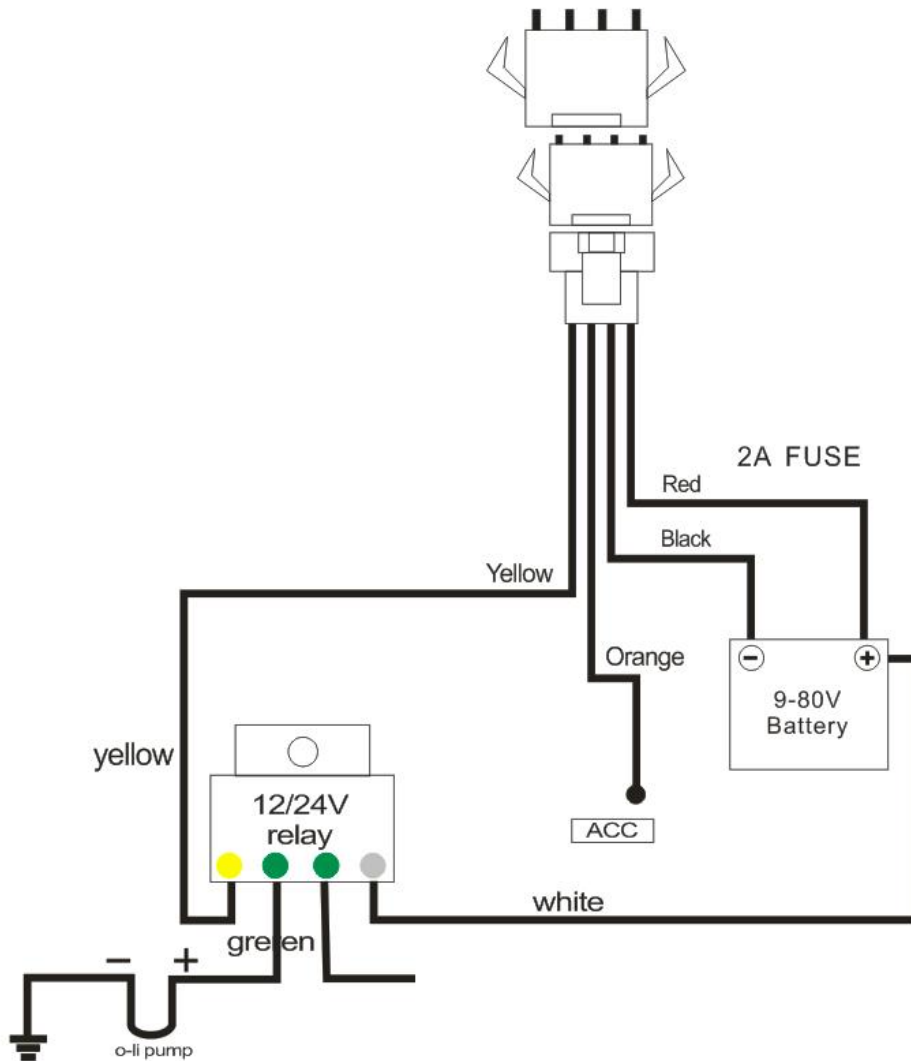 2A FUSE
Red
Black
Yellow
Orange
9-80V
Battery
yellow
12/24V
relay
ACC
white
green
- +
o-li pump